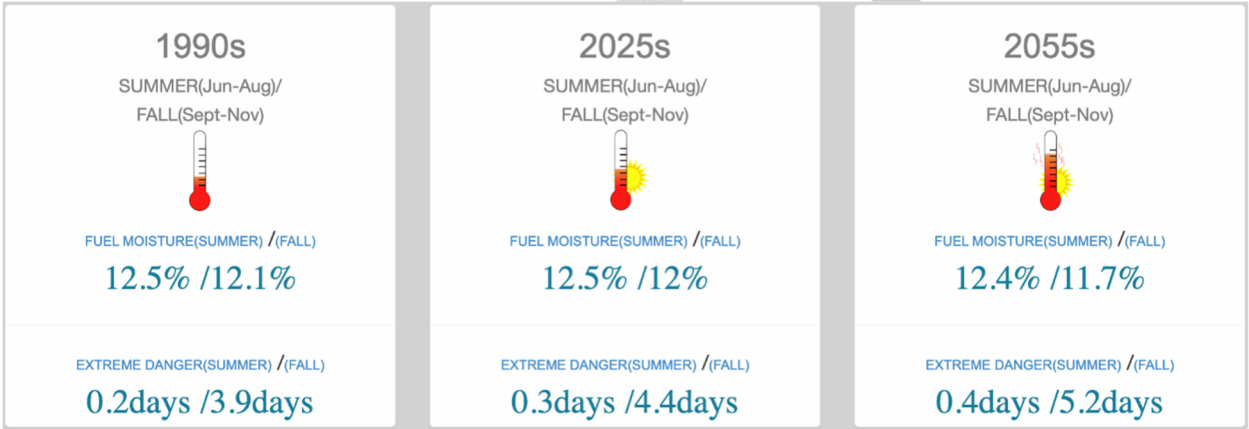 1990s
SUMMER(Jun-Aug)/
FALL(Sept-Nov)
FUEL MOISTURE(SUMMER) /(FALL)
12.5% /12.1%
EXTREME DANGER(SUMMER) /(FALL)
0.2days /3.9days
2025s
SUMMER(Jun-Aug)/
FALL(Sept-Nov)
FUEL MOISTURE(SUMMER) /(FALL)
12.5% /12%
EXTREME DANGER(SUMMER) /(FALL)
0.3days /4.4days
2055s
SUMMER(Jun-Aug)/
FALL(Sept-Nov)
FUEL MOISTURE(SUMMER) /(FALL)
12.4% /11.7%
EXTREME DANGER(SUMMER) /(FALL)
0.4days /5.2days